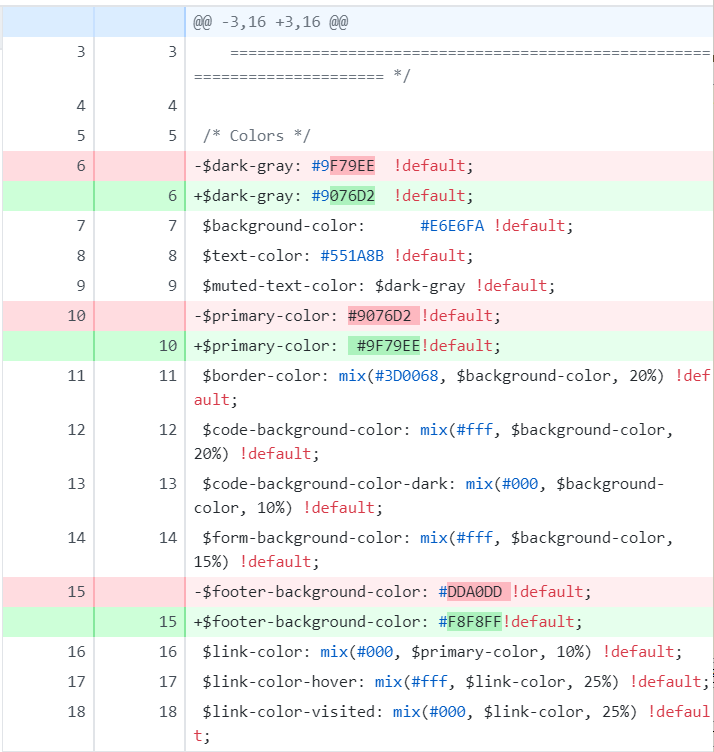 @@ -3,16 +3,16 @@
3 3 =====================================================
===================== */
4 4
5 5 /* Colors */
6 -$dark-gray: #9F79EE  !default;
6 +$dark-gray: #9076D2  !default;
7 7 $background-color:      #E6E6FA !default;
8 8 $text-color: #551A8B !default;
9 9 $muted-text-color: $dark-gray !default;
10 -$primary-color: #9076D2 !default;
10 +$primary-color:  #9F79EE!default;
11 11 $border-color: mix(#3D0068, $background-color, 20%) !def
ault;
12 12 $code-background-color: mix(#fff, $background-color,
20%) !default;
13 13 $code-background-color-dark: mix(#000, $background-
color, 10%) !default;
14 14 $form-background-color: mix(#fff, $background-color,
15%) !default;
15 -$footer-background-color: #DDA0DD !default;
15 +$footer-background-color: #F8F8FF!default;
16 16 $link-color: mix(#000, $primary-color, 10%) !default;
17 17 $link-color-hover: mix(#fff, $link-color, 25%) !default;
18 18 $link-color-visited: mix(#000, $link-color, 25%) !defaul
t;